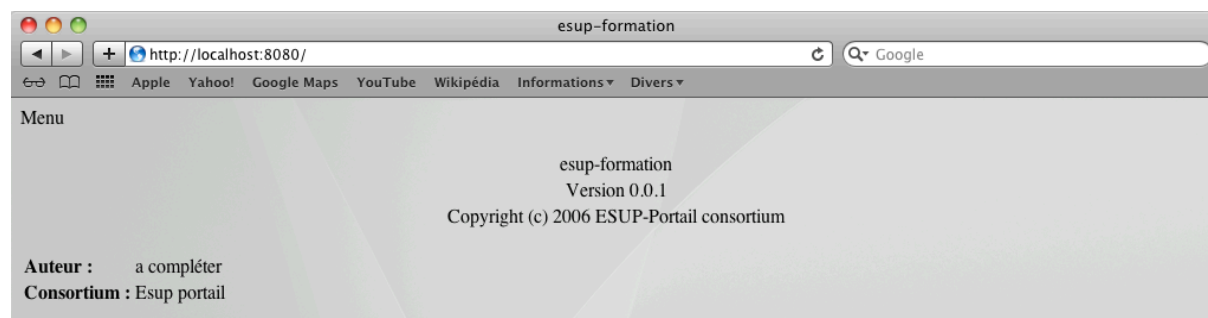 esup-formation
http://localhost:8080/
Google
Apple Yahoo! Google Maps YouTube Wikipédia Informations Divers
Menu
esup-formation
Version 0.0.1
Copyright (c) 2006 ESUP-Portail consortium
Auteur : a compléter
Consortium : Esup portail